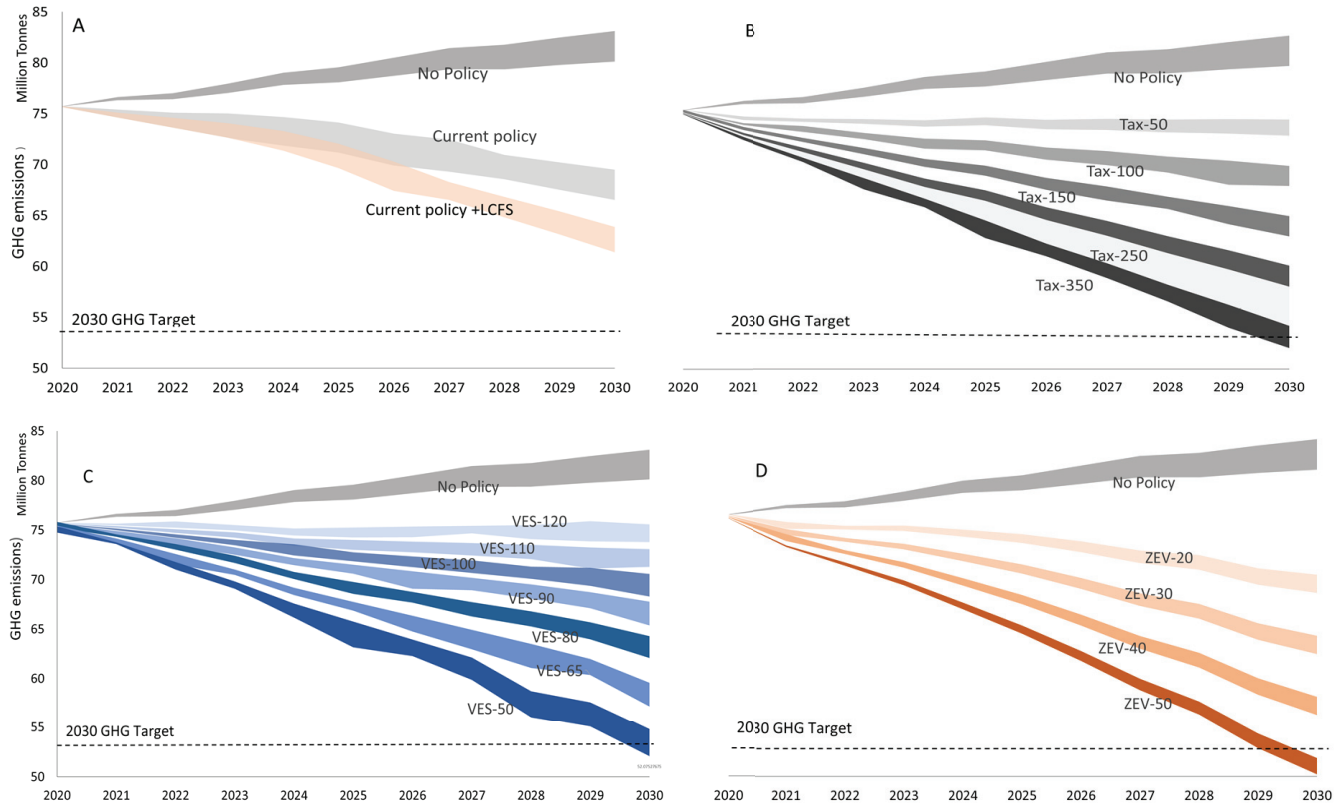 A
Million Tonnes
GHG emissions )
85
80
75
70
65
60
55
50
No Policy
Current policy
Current policy +LCFS
2030 GHG Target
2020 2021 2022 2023 2024 2025 2026 2027 2028 2029 2030
B
No Policy
Tax-50
Tax-100
Tax-150
Tax-250
Tax-350
2030 GHG Target
2020 2021 2022 2023 2024 2025 2026 2027 2028 2029 2030
C
Million Tonnes
GHG emissions)
85
80
75
70
65
60
55
50
No Policy
VES-120
VES-110
VES-100
VES-90
VES-80
VES-65
VES-50
2030 GHG Target
2020 2021 2022 2023 2024 2025 2026 2027 2028 2029 2030
D
No Policy
ZEV-20
ZEV-30
ZEV-40
ZEV-50
2030 GHG Target
2020 2021 2022 2023 2024 2025 2026 2027 2028 2029 2030